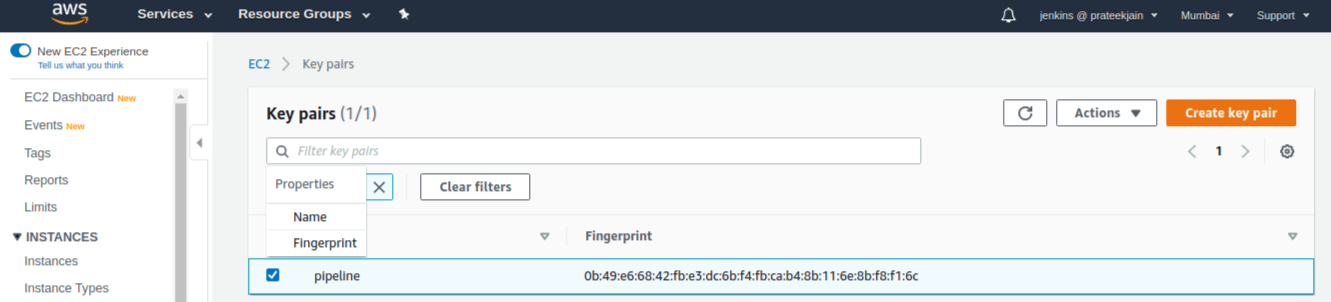 aws
Services
Resource Groups
jenkins @ prateekjain
Mumbai
Support
New EC2 Experience
Tell us what you think
EC2 Dashboard New
Events New
Tags
Reports
Limits
INSTANCES
Instances
Instance Types
EC2 > Key pairs
Key pairs (1/1)
Actions
Create key pair
Filter key pairs
1
Properties
Clear filters
Name
Fingerprint
Fingerprint
pipeline
0b:49:e6:68:42:fb:e3:dc:6b:f4:fb:ca:b4:8b:11:6e:8b:f8:f1:6c